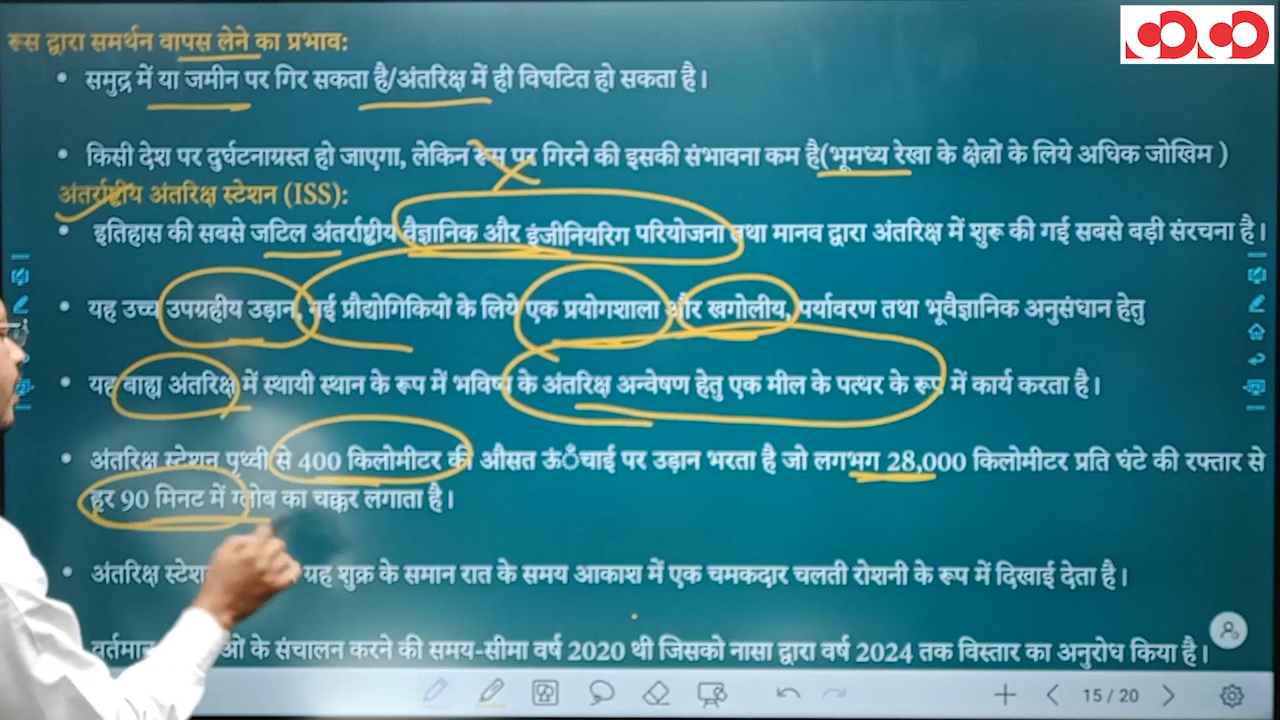 रूस द्वारा समर्थन वापस लेने का प्रभाव:
• समुद्र में या जमीन पर गिर सकता है/अंतरिक्ष में ही विघटित हो सकता है।
• किसी देश पर दुर्घटनाग्रस्त हो जाएगा, लेकिन रूस पर गिरने की इसकी संभावना कम है(भूमध्य रेखा के क्षेत्रों के लिये अधिक जोखिम )
अंतर्राष्ट्रीय अंतरिक्ष स्टेशन (ISS):
• इतिहास की सबसे जटिल अंतर्राष्ट्रीय वैज्ञानिक और इंजीनियरिंग परियोजना तथा मानव द्वारा अंतरिक्ष में शुरू की गई सबसे बड़ी संरचना है।
• यह उच्च उपग्रहीय उड़ान, नई प्रौद्योगिकियों के लिये एक प्रयोगशाला और खगोलीय, पर्यावरण तथा भूवैज्ञानिक अनुसंधान हेतु
• यह बाह्य अंतरिक्ष में स्थायी स्थान के रूप में भविष्य के अंतरिक्ष अन्वेषण हेतु एक मील के पत्थर के रूप में कार्य करता है।
• अंतरिक्ष स्टेशन पृथ्वी से 400 किलोमीटर की औसत ऊंँचाई पर उड़ान भरता है जो लगभग 28,000 किलोमीटर प्रति घंटे की रफ्तार से
हर 90 मिनट में ग्लोब का चक्कर लगाता है।
• अंतरिक्ष ग्रह शुक्र के समान रात के समय आकाश में एक चमकदार चलती रोशनी के रूप में दिखाई देता है।
के संचालन करने की समय-सीमा वर्ष 2020 थी जिसको नासा द्वारा वर्ष 2024 तक विस्तार का अनुरोध किया है।
15 / 20